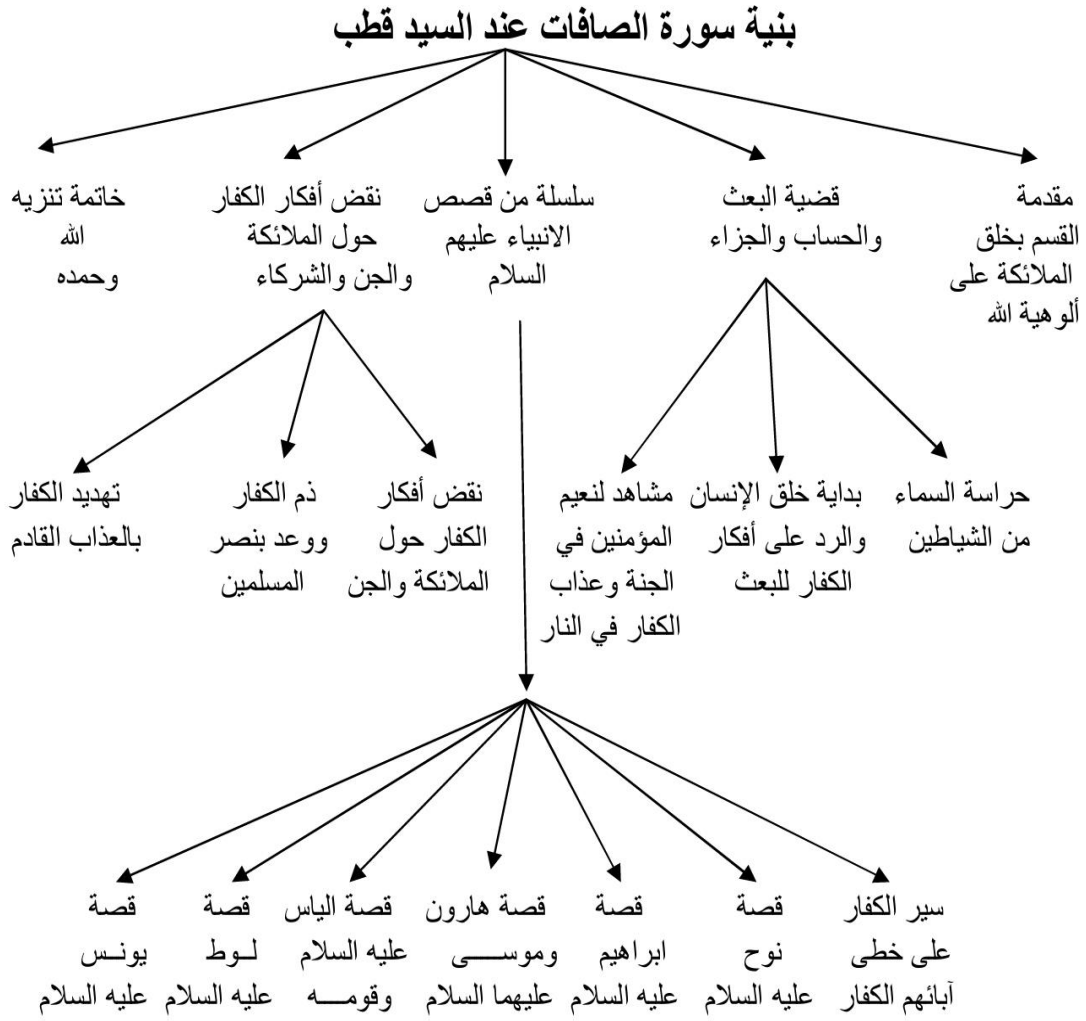 بنية سورة الصافات عند السيد قطب
مقدمة
القسم بخلق
الملائكة على
ألوهية الله
قضية البعث
والحساب والجزاء
سلسلة من قصص
الانبياء عليهم
السلام
نقض أفكار الكفار
حول الملائكة
والجن والشركاء
خاتمة تنزيه
الله
وحمده
حراسة السماء
من الشياطين
بداية خلق الإنسان
والرد على أفكار
الكفار للبعث
مشاهد لنعيم
المؤمنين في
الجنة وعذاب
الكفار في النار
نقض أفكار
الكفار حول
الملائكة والجن
ذم الكفار
ووعد بنصر
المسلمين
تهديد الكفار
بالعذاب القادم
سير الكفار
على خطى
آبائهم الكفار
قصة
نوح
عليه السلام
قصة
ابراهيم
عليه السلام
قصة هارون
وموســـى
عليهما السلام
قصة الياس
عليه السلام
وقومـــه
قصة
لــوط
عليه السلام
قصة
يونــس
عليه السلام